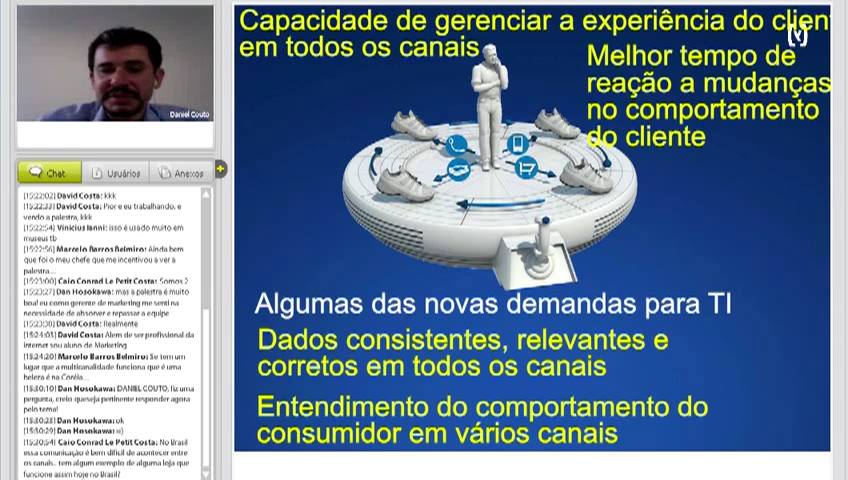 Daniel Couto
Chat
Usuários
Anexos
[15:22:02] David Costa: kkk
[15:22:33] David Costa: Pior e eu trabalhando, e
vendo a palestra, kkk
[15:22:54] Vinicius Ianni: isso é usado muito em
museus tb
[15:22:56] Marcelo Barros Belmiro: Ainda bem
que foi o meu chefe que me incentivou a ver a
palestra...
[15:23:00] Caio Conrad Le Petit Costa: Somos 2
[15:23:27] Dan Hosokawa: mas a palestra é muito
boa! eu como gerente de marketing me senti na
necessidade de absorver e repassar a equipe
[15:23:30] David Costa: Realmente
[15:24:03] David Costa: Alem de ser profissional da
internet sou aluno de Marketing
[15:24:20] Marcelo Barros Belmiro: Se tem um
lugar que a multicanalidade funciona que é uma
beleza é na Coréia...
[15:30:10] Dan Hosokawa: DANIEL COUTO, fiz uma
pergunta, creio que seja pertinente responder agora
pelo tema!
[15:30:28] Dan Hosokawa: ok
[15:30:29] Dan Hosokawa: =)
[15:30:54] Caio Conrad Le Petit Costa: No Brasil
essa comunicação é bem difícil de acontecer entre
os canais.. tem algum exemplo de alguma loja que
funcione assim hoje no Brasil?
Capacidade de gerenciar a experiência do clien
em todos os canais
Melhor tempo de
reação a mudanças
no comportamento
do cliente
Algumas das novas demandas para TI
Dados consistentes, relevantes e
corretos em todos os canais
Entendimento do comportamento do
consumidor em vários canais